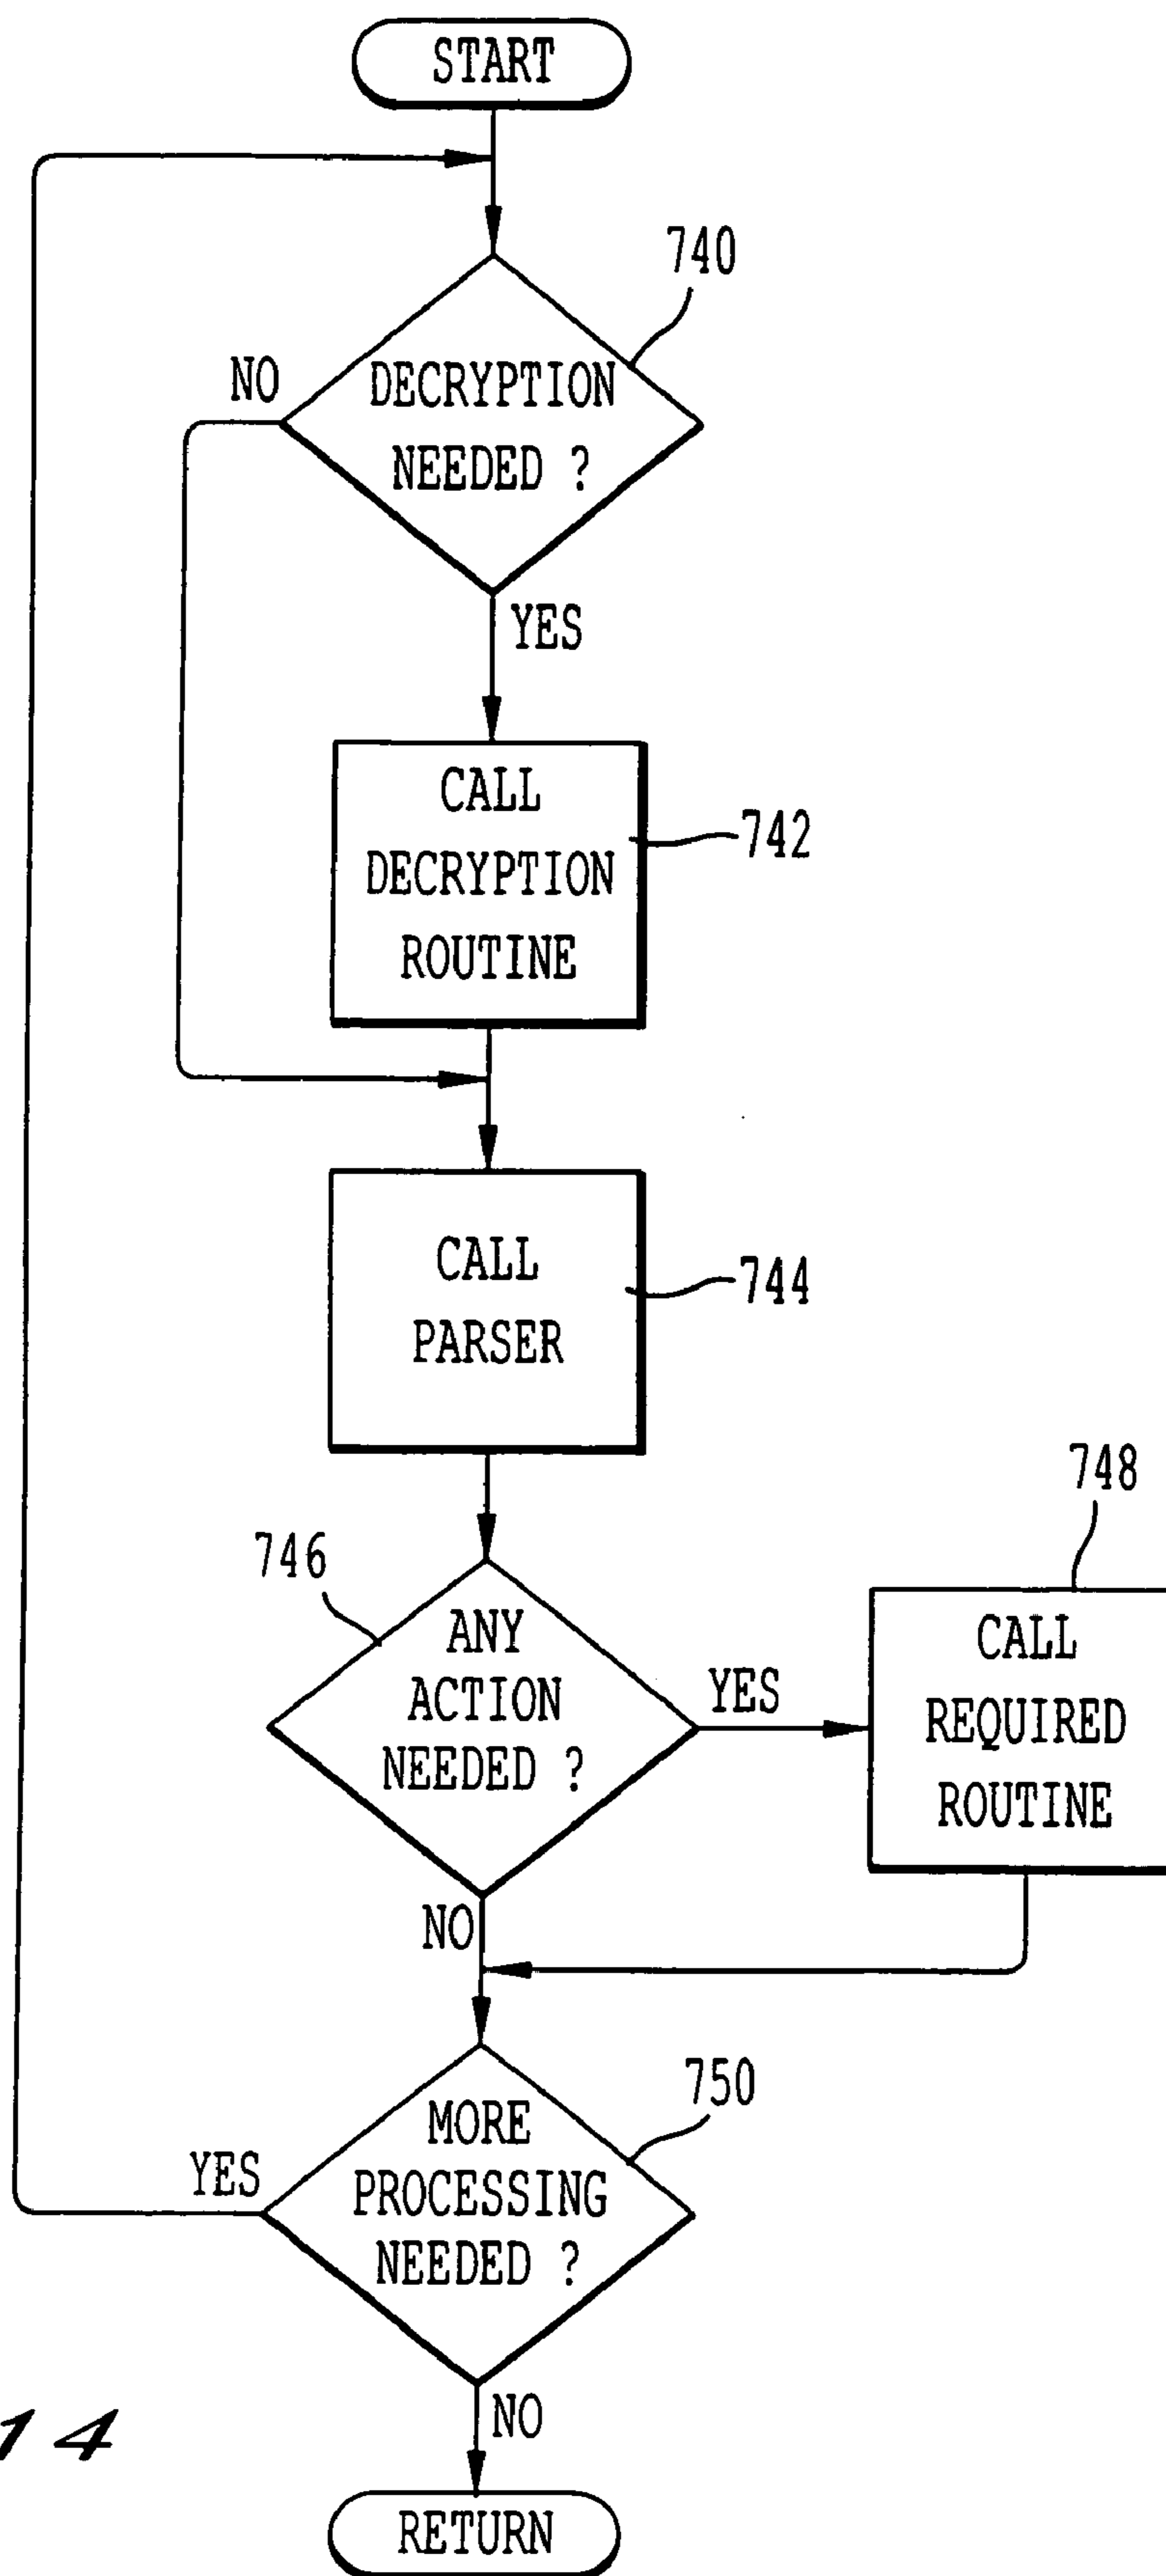 START
740
NO
DECRYPTION
NEEDED ?
YES
CALL
DECRYPTION
ROUTINE
742
CALL
PARSER
744
746
ANY
ACTION
NEEDED ?
YES
748
CALL
REQUIRED
ROUTINE
NO
750
MORE
PROCESSING
NEEDED ?
YES
NO
14
RETURN